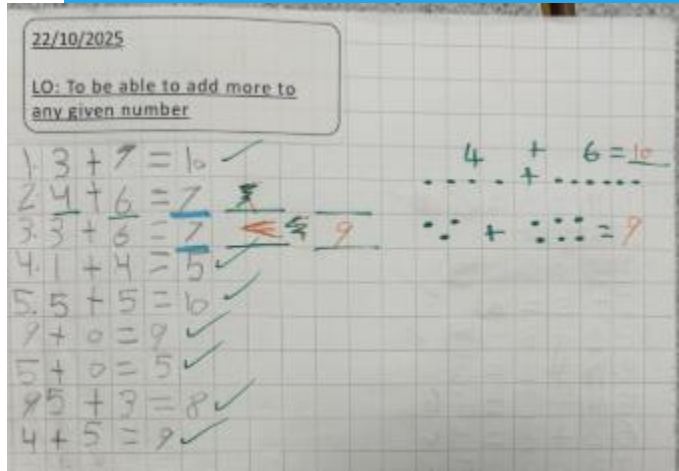 22/10/2025
LO: To be able to add more to
any given number
1. 3 + 7 = 10 ✓
2. 4 + 6 = 7
3. 3 + 6 = 7 9
4. 1 + 4 = 5 ✓
5. 5 + 5 = 10 ✓
9 + 0 = 9 ✓
5 + 0 = 5 ✓
5 + 3 = 8 ✓
4 + 5 = 9 ✓
4 + 6 = 10
+
+ = 9